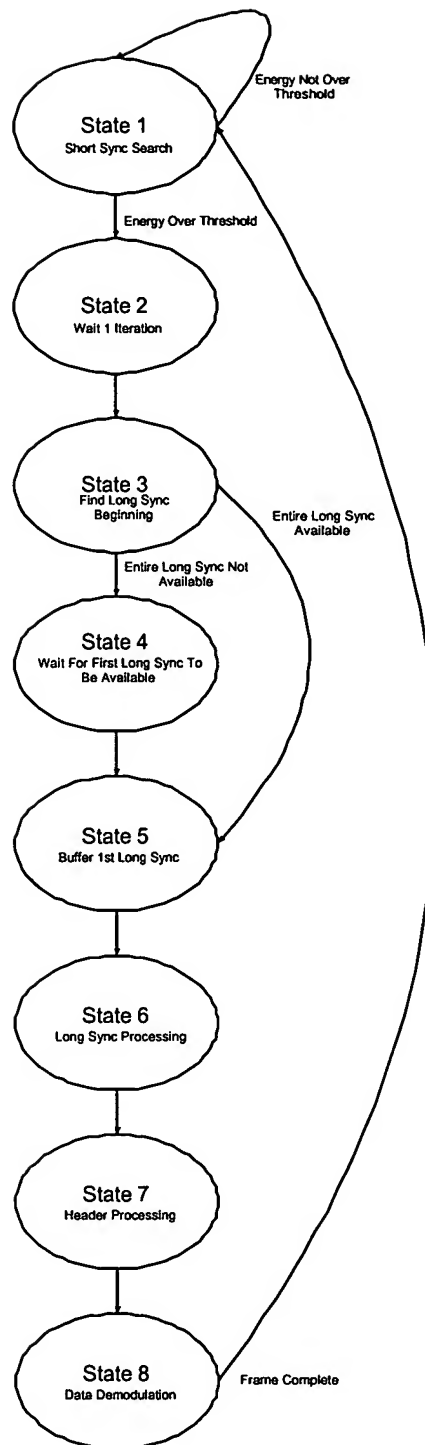 Energy Not Over
Threshold
State 1
Short Sync Search
Energy Over Threshold
State 2
Wait 1 Iteration
State 3
Find Long Sync
Beginning
Entire Long Sync
Available
Entire Long Sync Not
Available
State 4
Wait For First Long Sync To
Be Available
State 5
Buffer 1st Long Sync
State 6
Long Sync Processing
State 7
Header Processing
State 8
Data Demodulation
Frame Complete